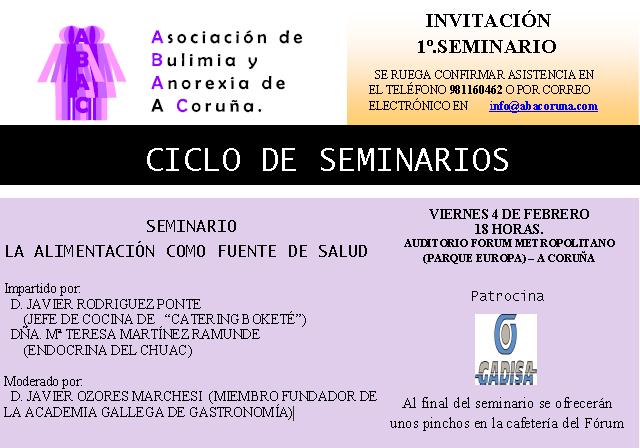 ABAC
Asociación de
Bulimia y
Anorexia de
A Coruña.
INVITACIÓN
1º.SEMINARIO
SE RUEGA CONFIRMAR ASISTENCIA EN
EL TELÉFONO 981160462 O POR CORREO
ELECTRÓNICO EN info@abacoruna.com
CICLO DE SEMINARIOS
SEMINARIO
LA ALIMENTACIÓN COMO FUENTE DE SALUD
Impartido por:
D. JAVIER RODRIGUEZ PONTE
(JEFE DE COCINA DE “CATERING BOKETÉ”)
DÑA. Mª TERESA MARTÍNEZ RAMUNDE
(ENDOCRINA DEL CHUAC)
Moderado por:
D. JAVIER OZORES MARCHESI (MIEMBRO FUNDADOR DE
LA ACADEMIA GALLEGA DE GASTRONOMÍA)
VIERNES 4 DE FEBRERO
18 HORAS.
AUDITORIO FORUM METROPOLITANO
(PARQUE EUROPA) – A CORUÑA
Patrocina
GADISA
Al final del seminario se ofrecerán
unos pinchos en la cafetería del Fórum